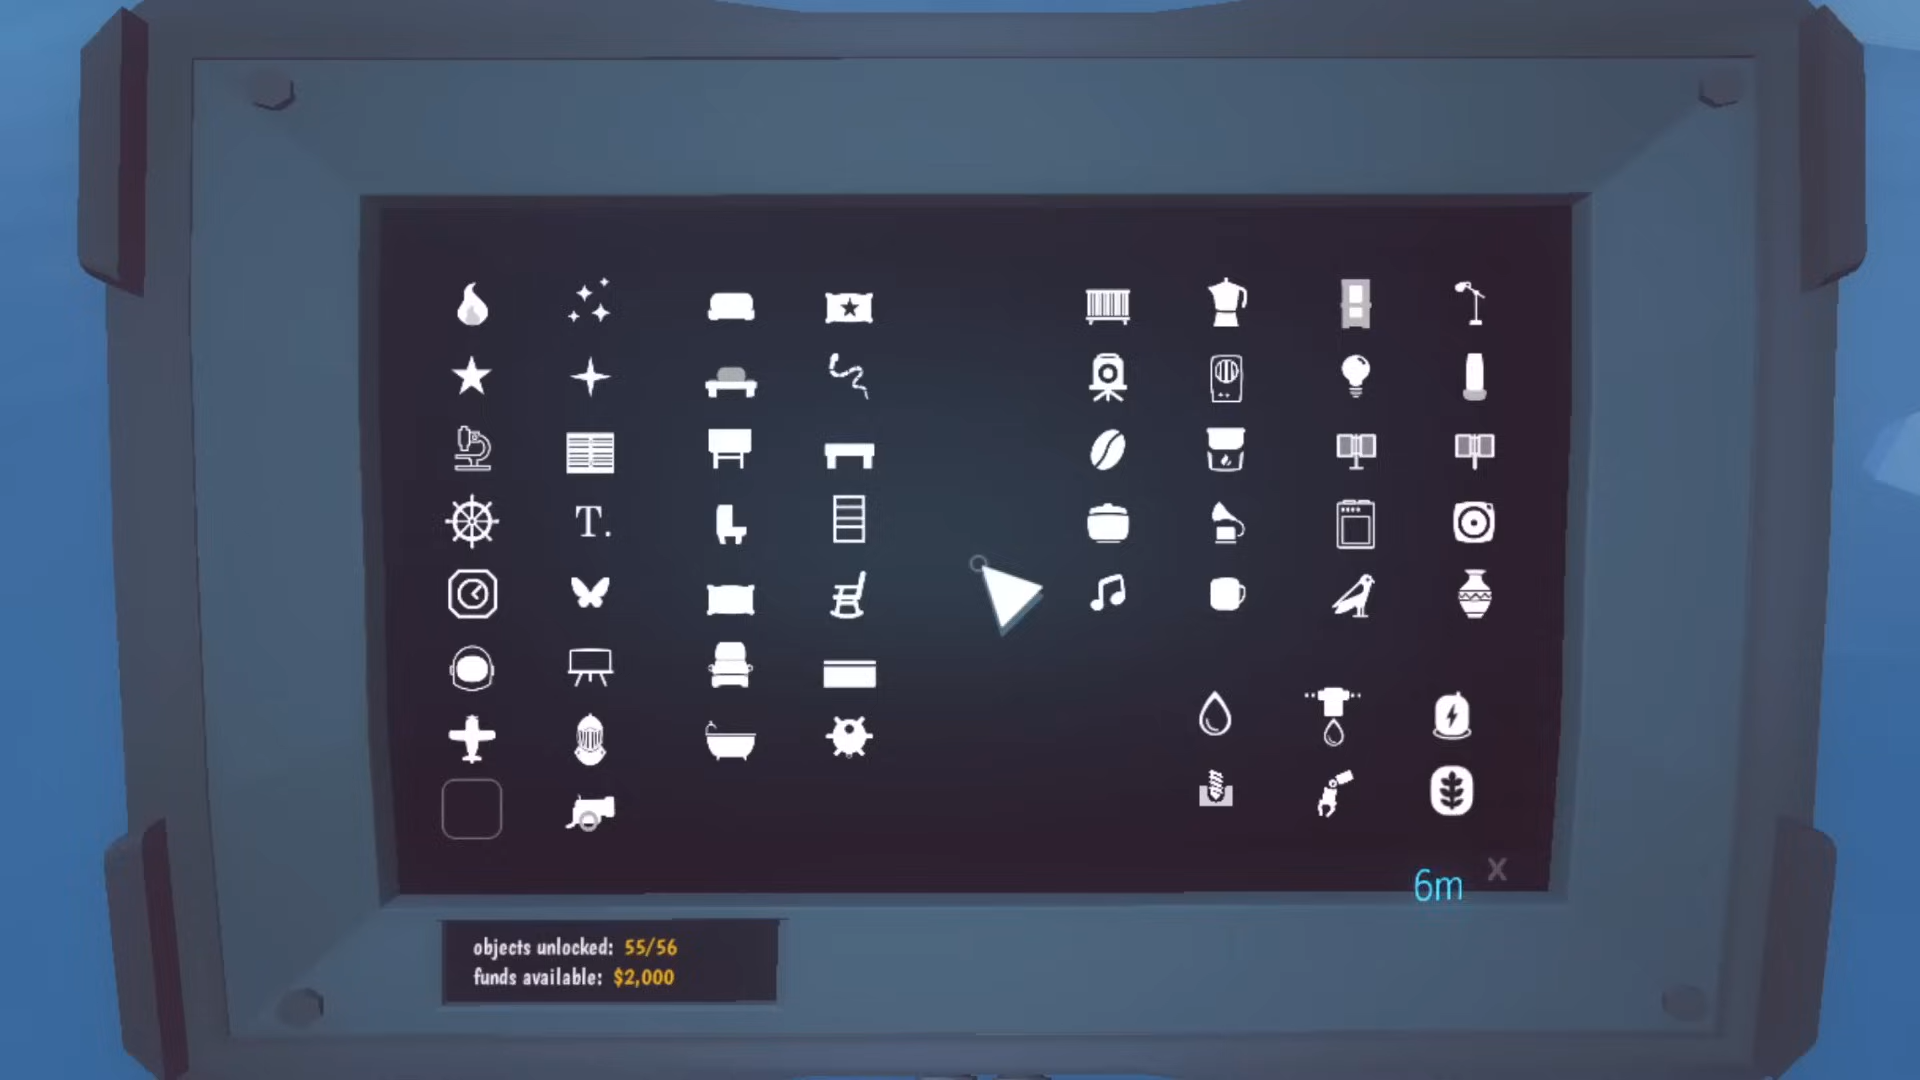 T.
6m
X
objects unlocked: 55/56
funds available: $2,000